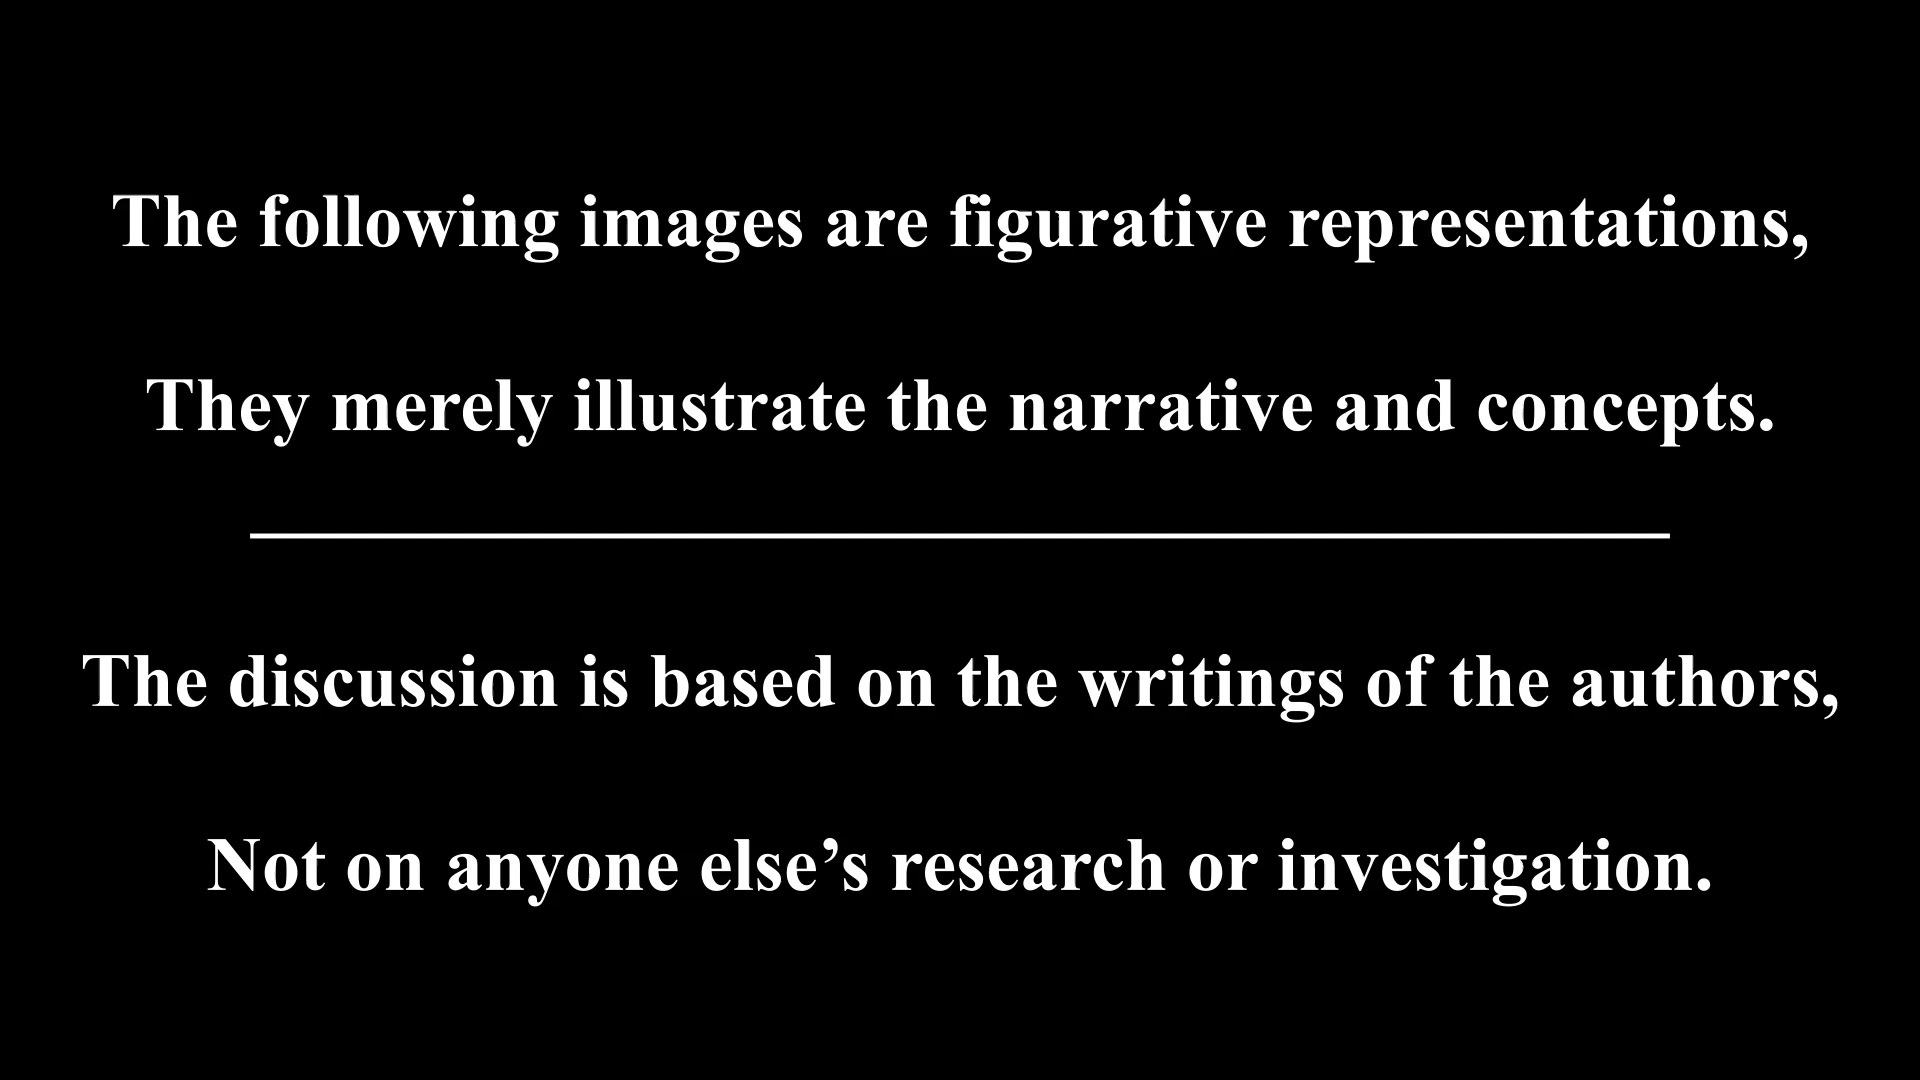 The following images are figurative representations,
They merely illustrate the narrative and concepts.
The discussion is based on the writings of the authors,
Not on anyone else’s research or investigation.